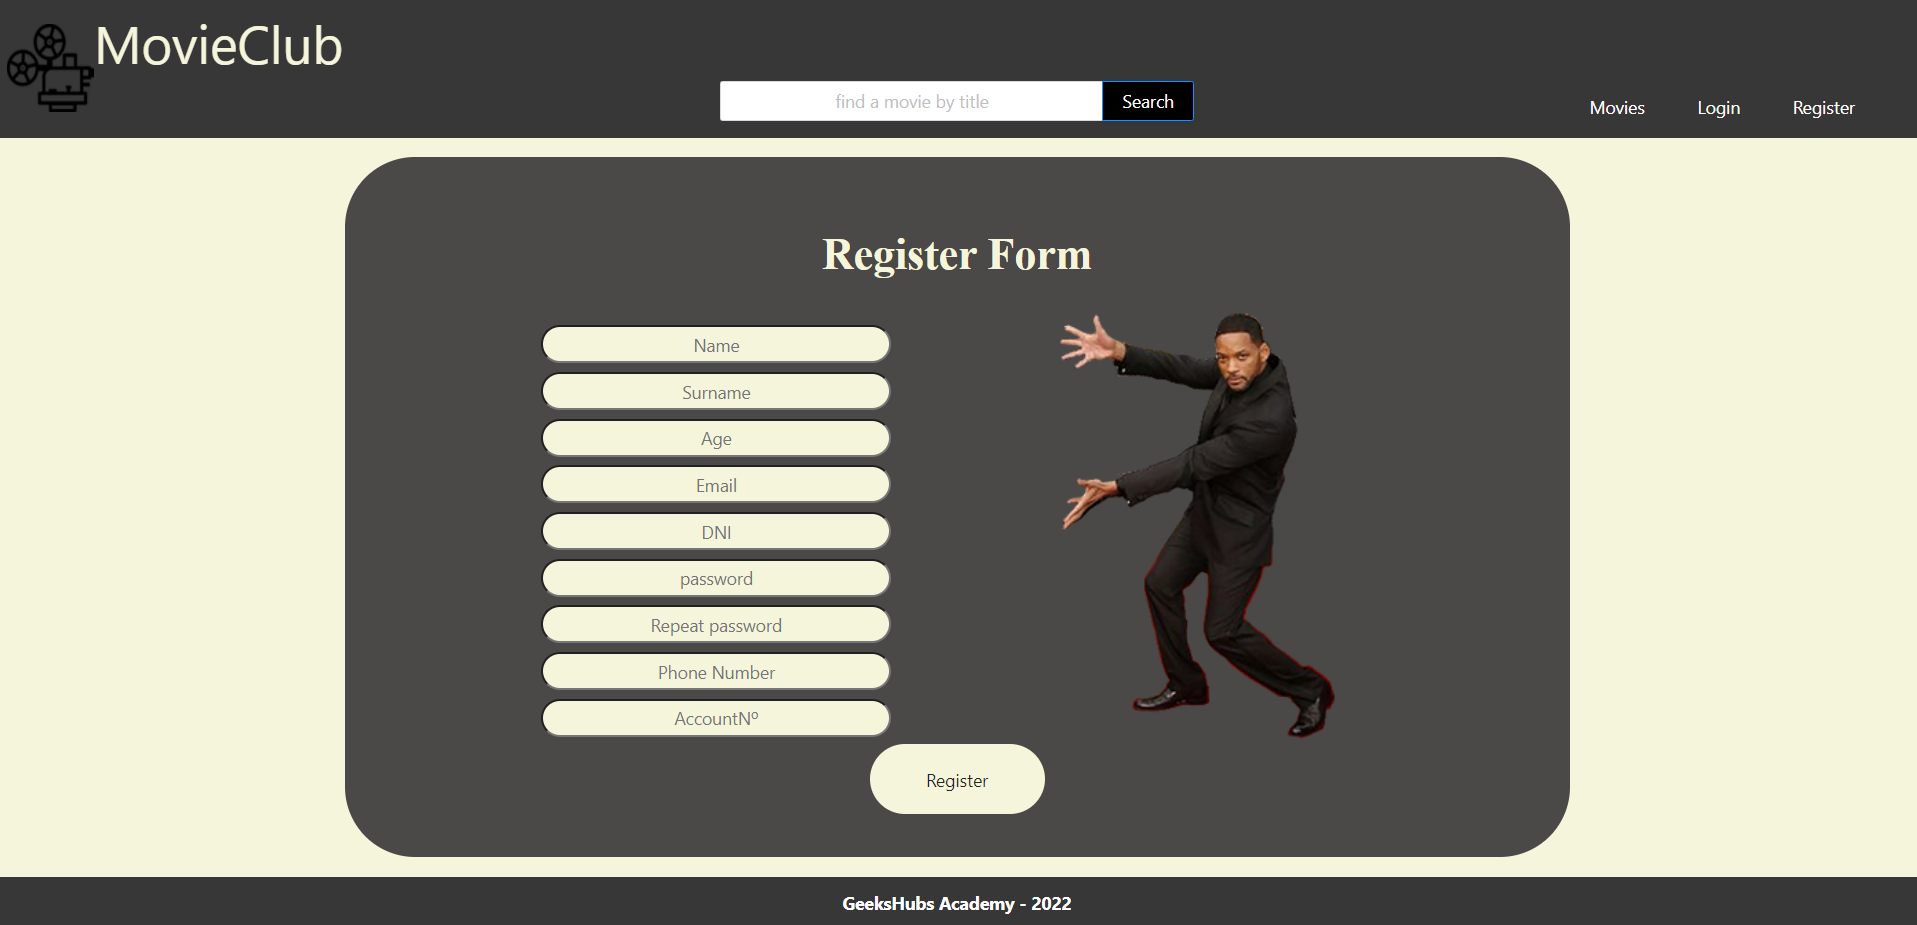 MovieClub
find a movie by title
Search
Movies
Login
Register
Register Form
Name
Surname
Age
Email
DNI
password
Repeat password
Phone Number
AccountNº
Register
GeeksHubs Academy - 2022